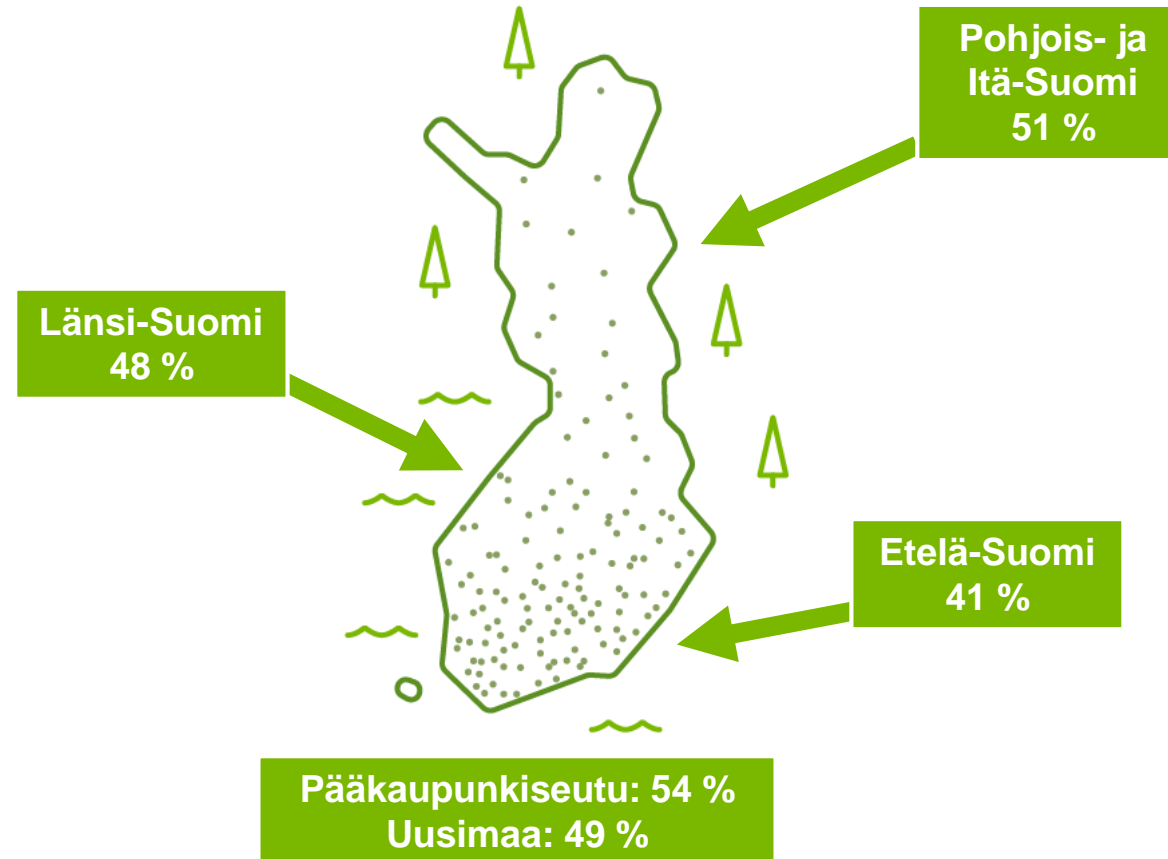 Pohjois- ja
Itä-Suomi
51 %
Länsi-Suomi
48 %
Etelä-Suomi
41 %
Pääkaupunkiseutu: 54 %
Uusimaa: 49 %